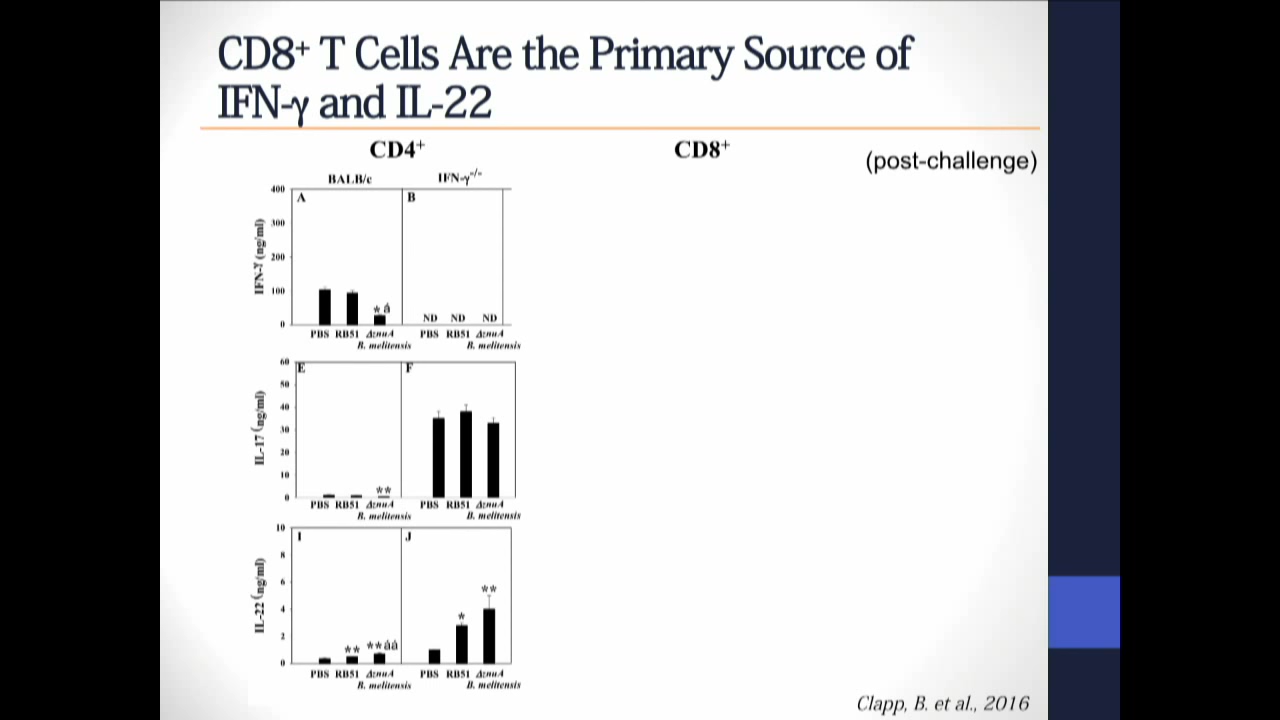 CD8⁺ T Cells Are the Primary Source of
IFN-γ and IL-22
CD4⁺
CD8⁺
(post-challenge)
BALB/c
IFN-γ⁻/⁻
IFN-γ (ng/ml)
400
300
200
100
0
A
* á
B
ND ND ND
PBS RB51 ΔznuA
B. melitensis
PBS RB51 ΔznuA
B. melitensis
IL-17 (ng/ml)
60
50
40
30
20
10
0
E
**
F
PBS RB51 ΔznuA
B. melitensis
PBS RB51 ΔznuA
B. melitensis
IL-22 (ng/ml)
10
8
6
4
2
0
I
** **áá
J
* **
PBS RB51 ΔznuA
B. melitensis
PBS RB51 ΔznuA
B. melitensis
Clapp, B. et al., 2016